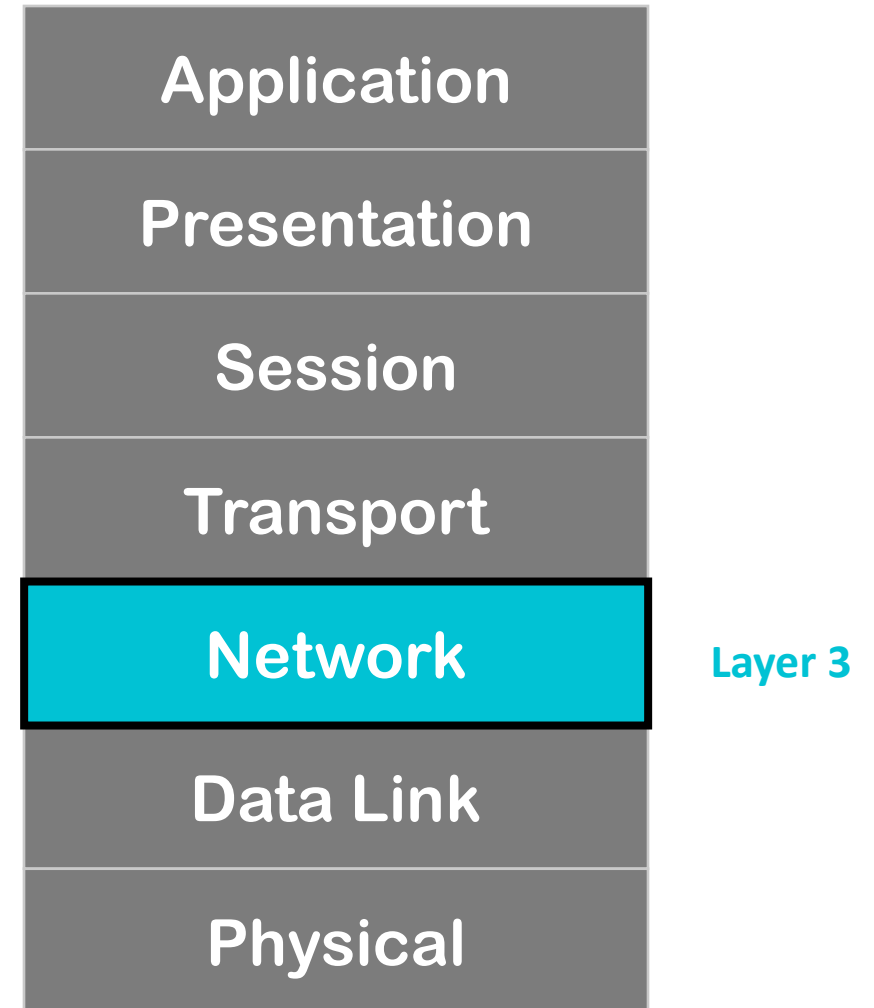 Application
Presentation
Session
Transport
Network
Layer 3
Data Link
Physical